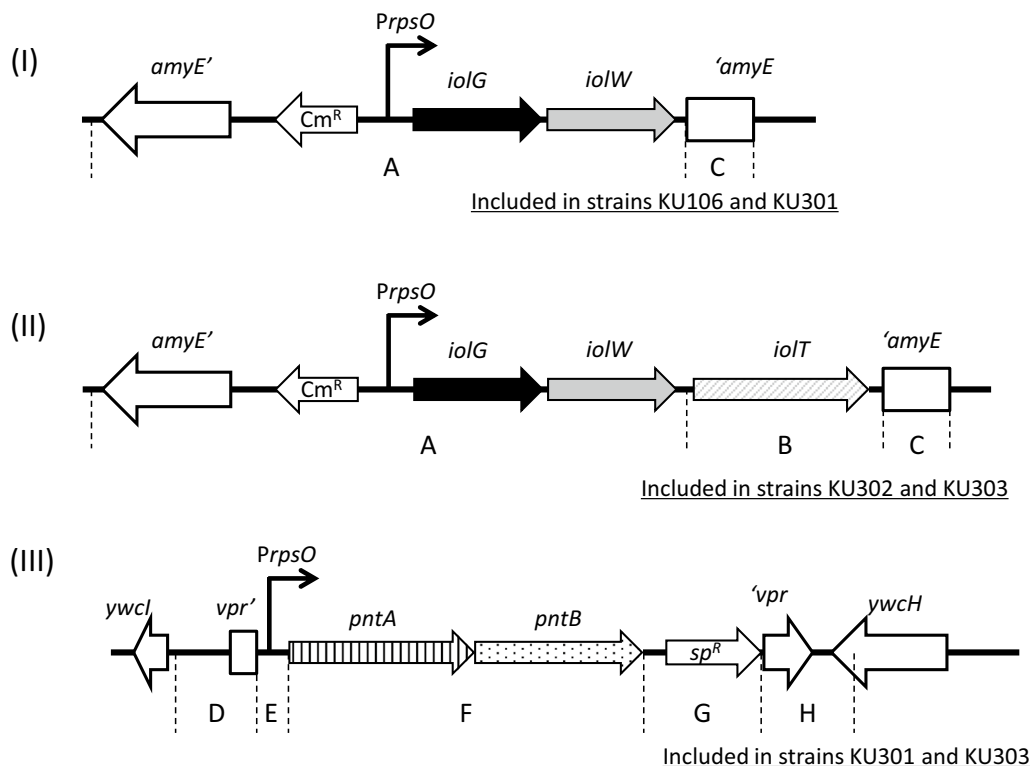 (I)
PrpsO
amyE’ iolG iolW ‘amyE
Cmᴿ
A C
Included in strains KU106 and KU301
(II)
PrpsO
amyE’ iolG iolW iolT ‘amyE
Cmᴿ
A B C
Included in strains KU302 and KU303
(III)
PrpsO
ywcI vpr’ pntA pntB ‘vpr ywcH
spᴿ
D E F G H
Included in strains KU301 and KU303